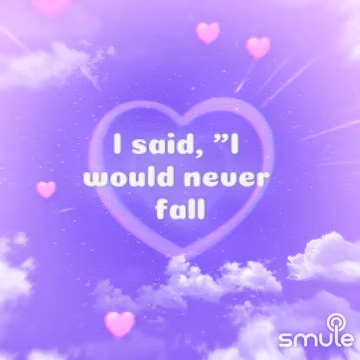 I said, ”I
would never
fall
smule